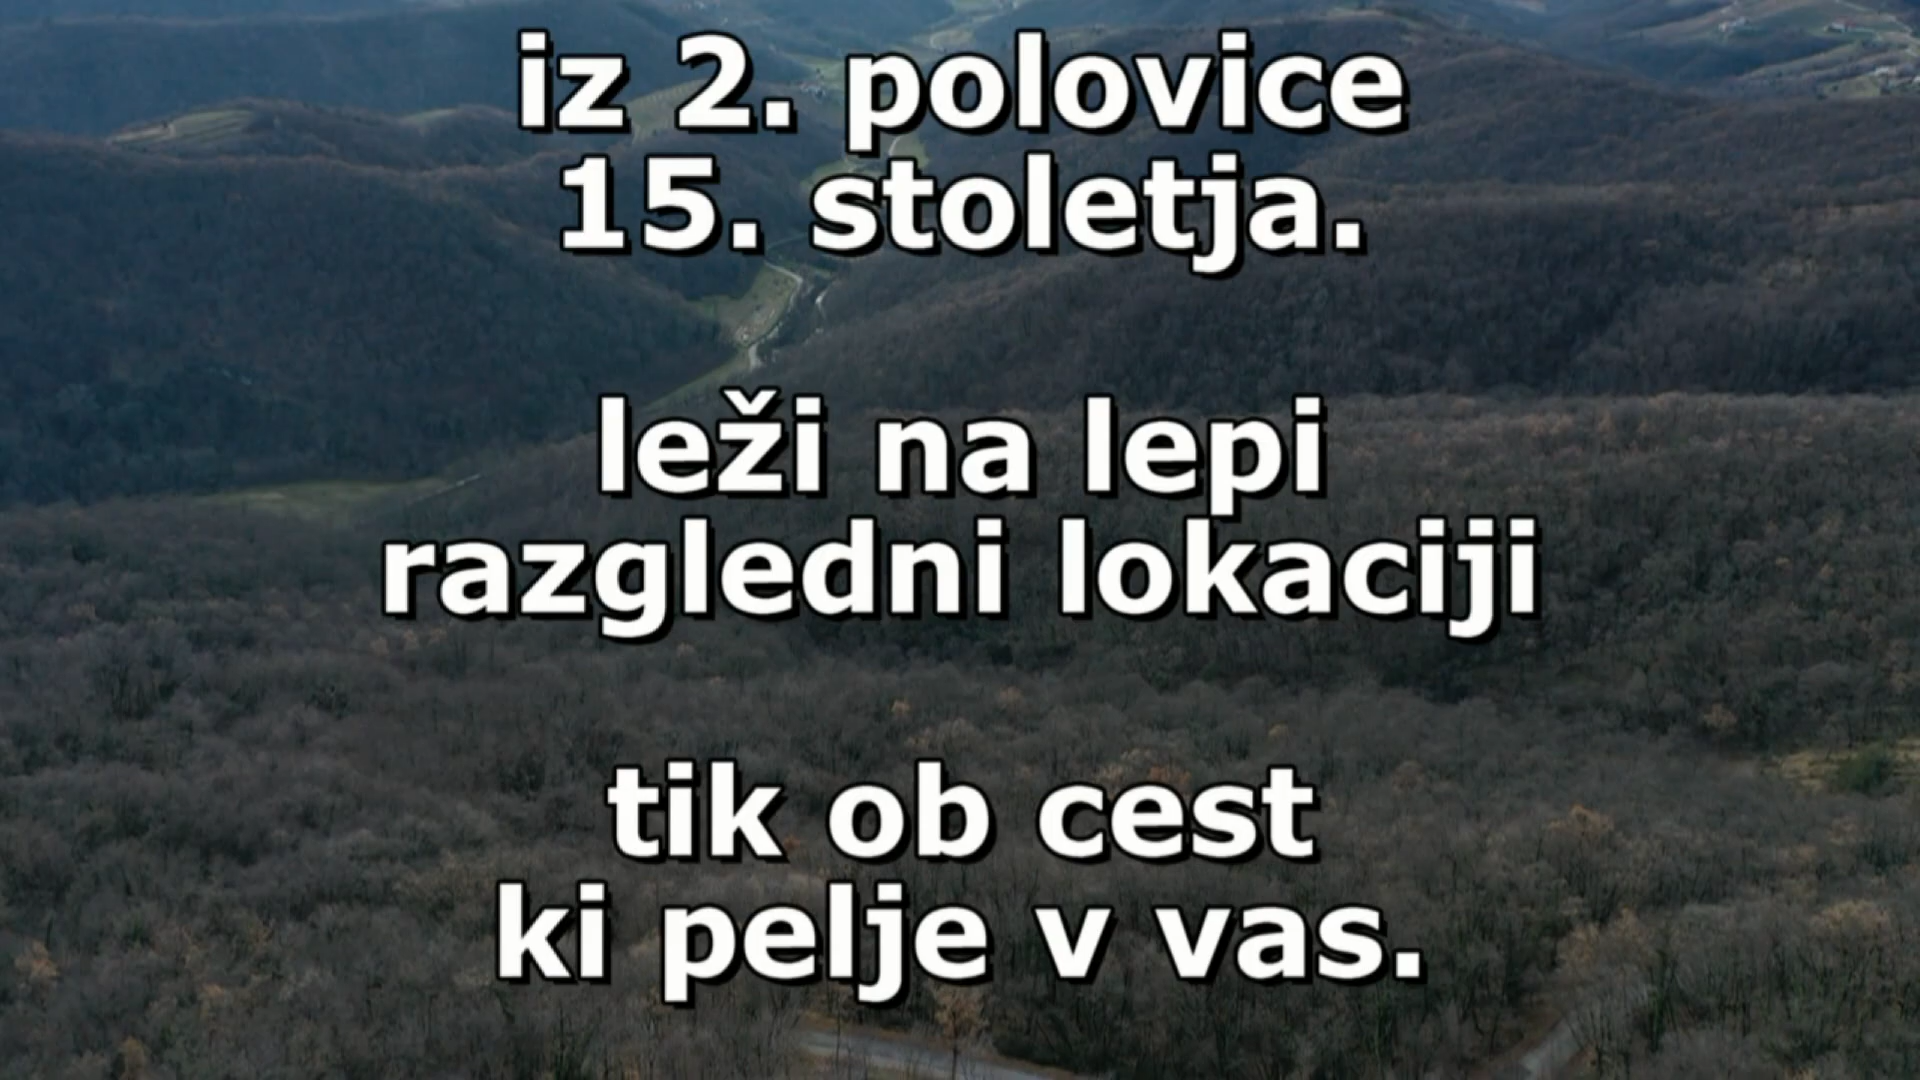 iz 2. polovice
15. stoletja.
leži na lepi
razgledni lokaciji
tik ob cest
ki pelje v vas.